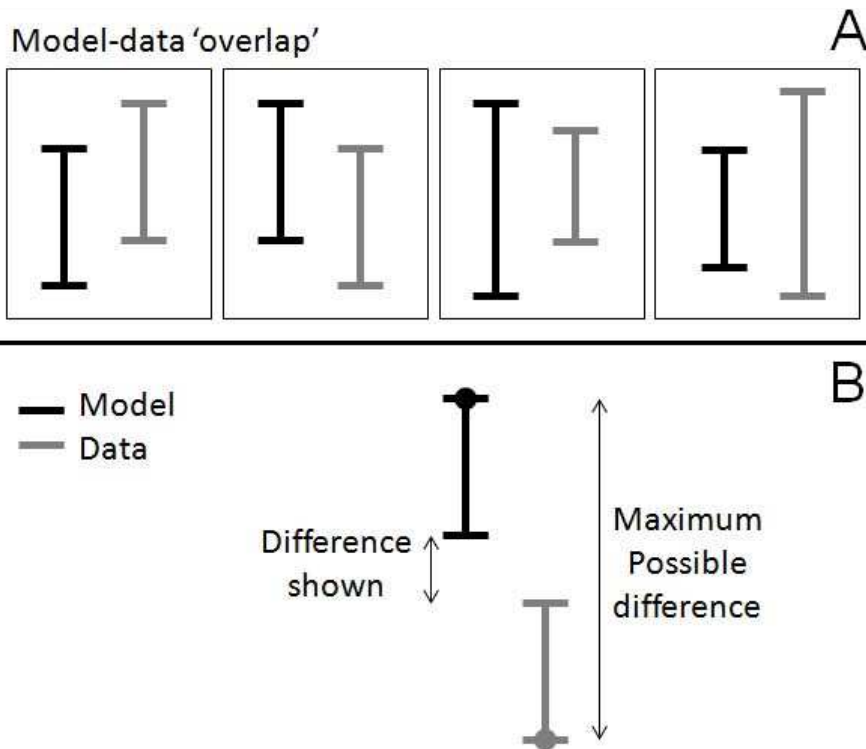 Model-data ‘overlap’
A
B
Model
Data
Difference
shown
Maximum
Possible
difference